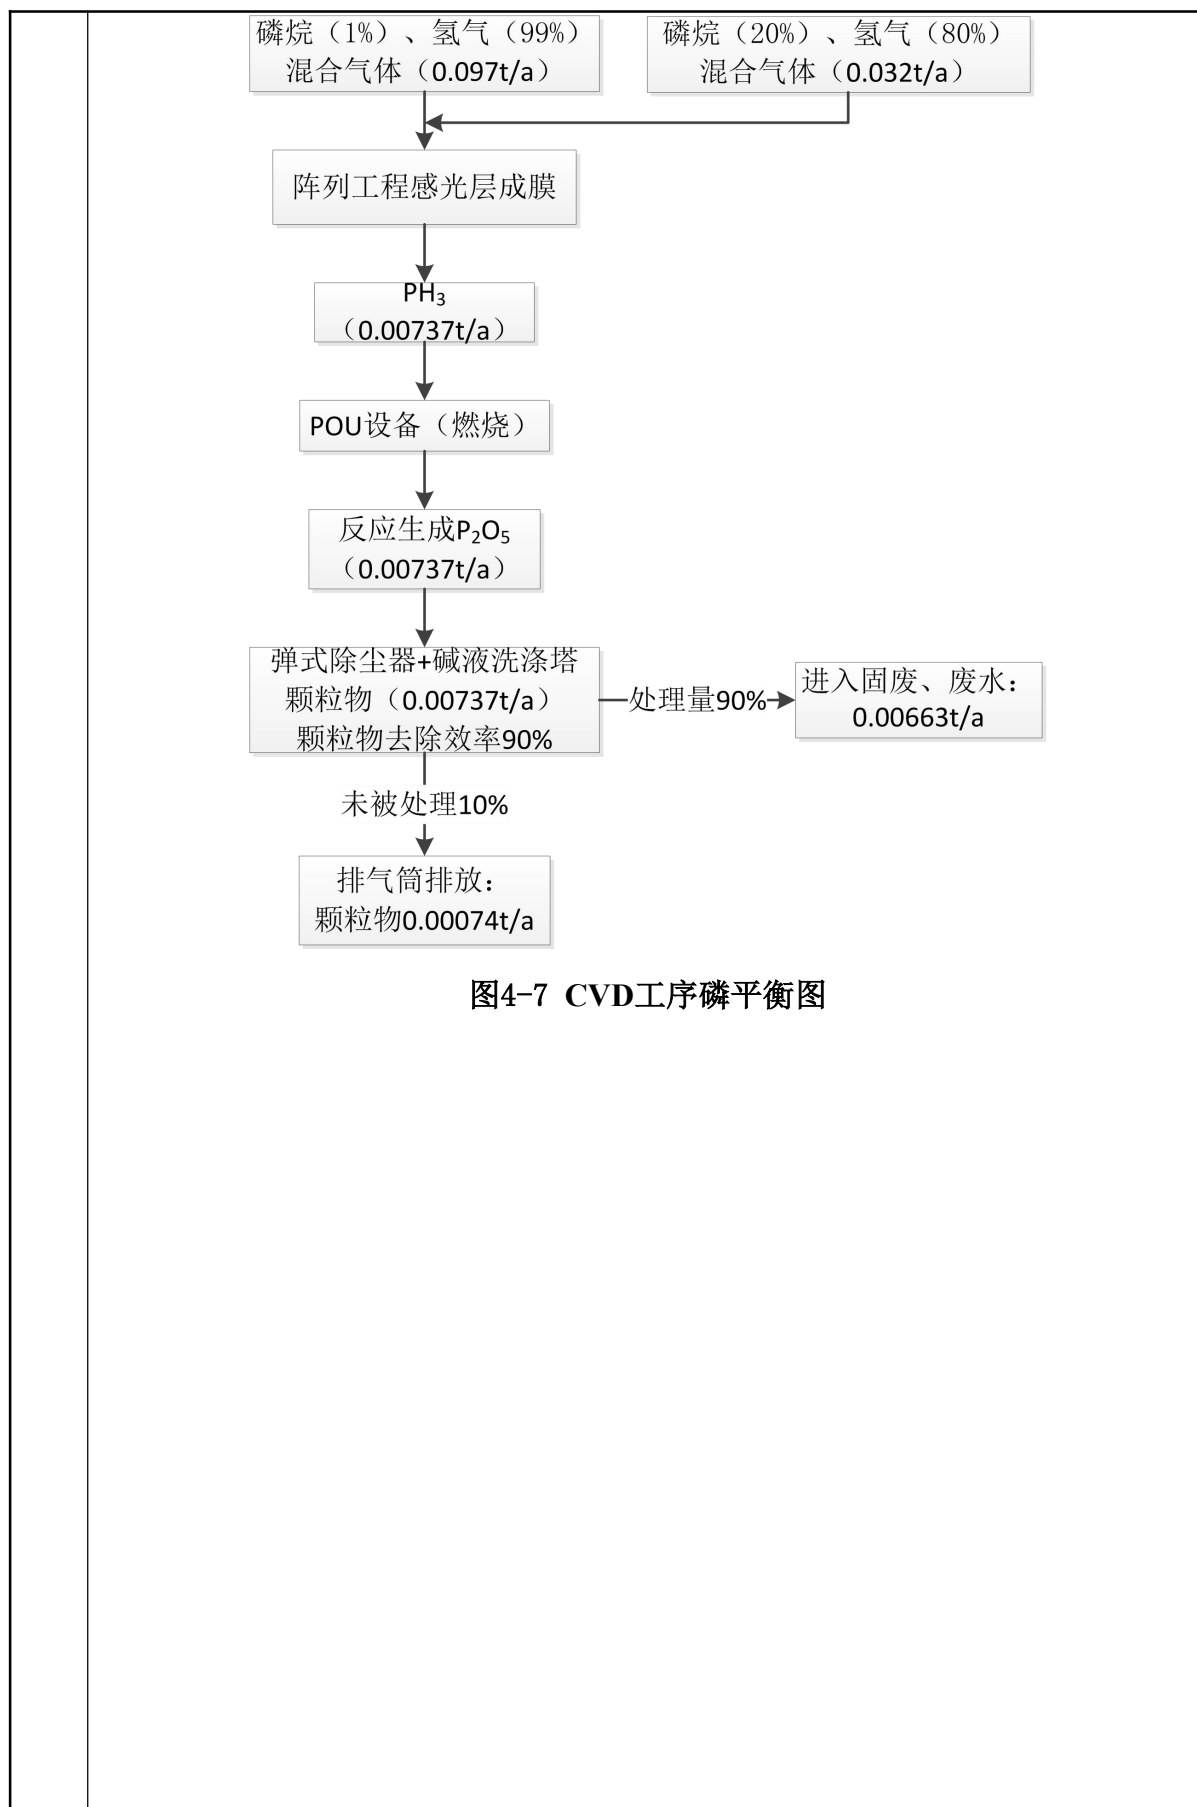 磷烷（1%）、氢气（99%）
混合气体（0.097t/a）
磷烷（20%）、氢气（80%）
混合气体（0.032t/a）
阵列工程感光层成膜
PH₃
（0.00737t/a）
POU设备（燃烧）
反应生成P₂O₅
（0.00737t/a）
弹式除尘器+碱液洗涤塔
颗粒物（0.00737t/a）
颗粒物去除效率90%
处理量90%
进入固废、废水：
0.00663t/a
未被处理10%
排气筒排放：
颗粒物0.00074t/a
图4-7 CVD工序磷平衡图